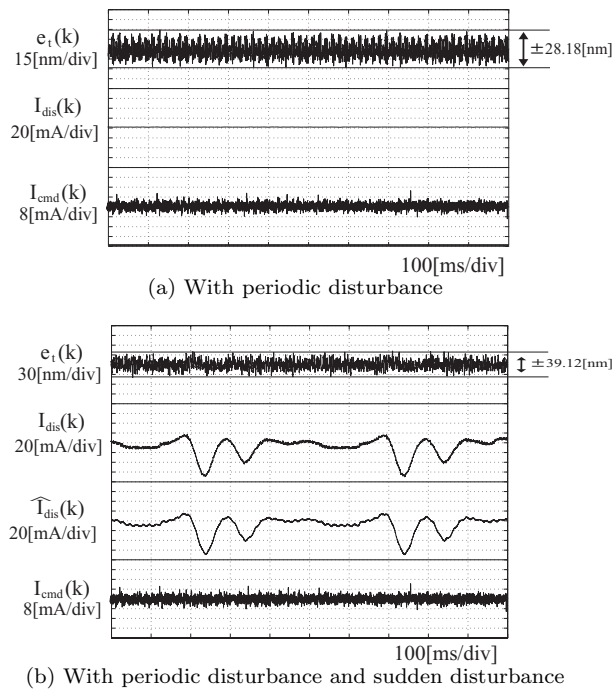 e_t(k)
15[nm/div]
±28.18[nm]
I_dis(k)
20[mA/div]
I_cmd(k)
8[mA/div]
100[ms/div]
(a) With periodic disturbance
e_t(k)
30[nm/div]
±39.12[nm]
I_dis(k)
20[mA/div]
Î_dis(k)
20[mA/div]
I_cmd(k)
8[mA/div]
100[ms/div]
(b) With periodic disturbance and sudden disturbance